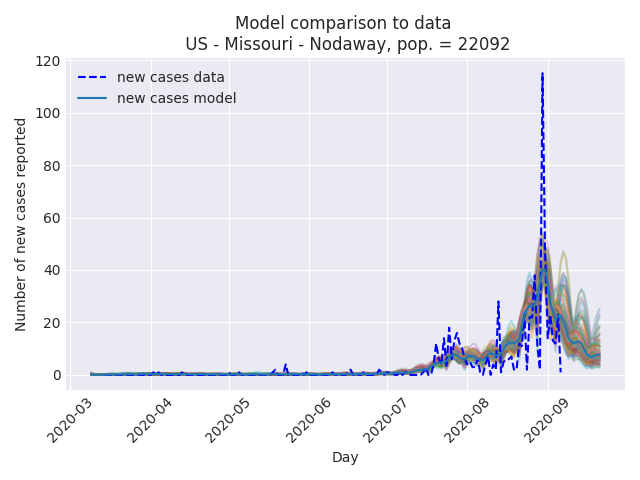 Model comparison to data
US - Missouri - Nodaway, pop. = 22092
new cases data
new cases model
Number of new cases reported
120
100
80
60
40
20
0
2020-03
2020-04
2020-05
2020-06
2020-07
2020-08
2020-09
Day